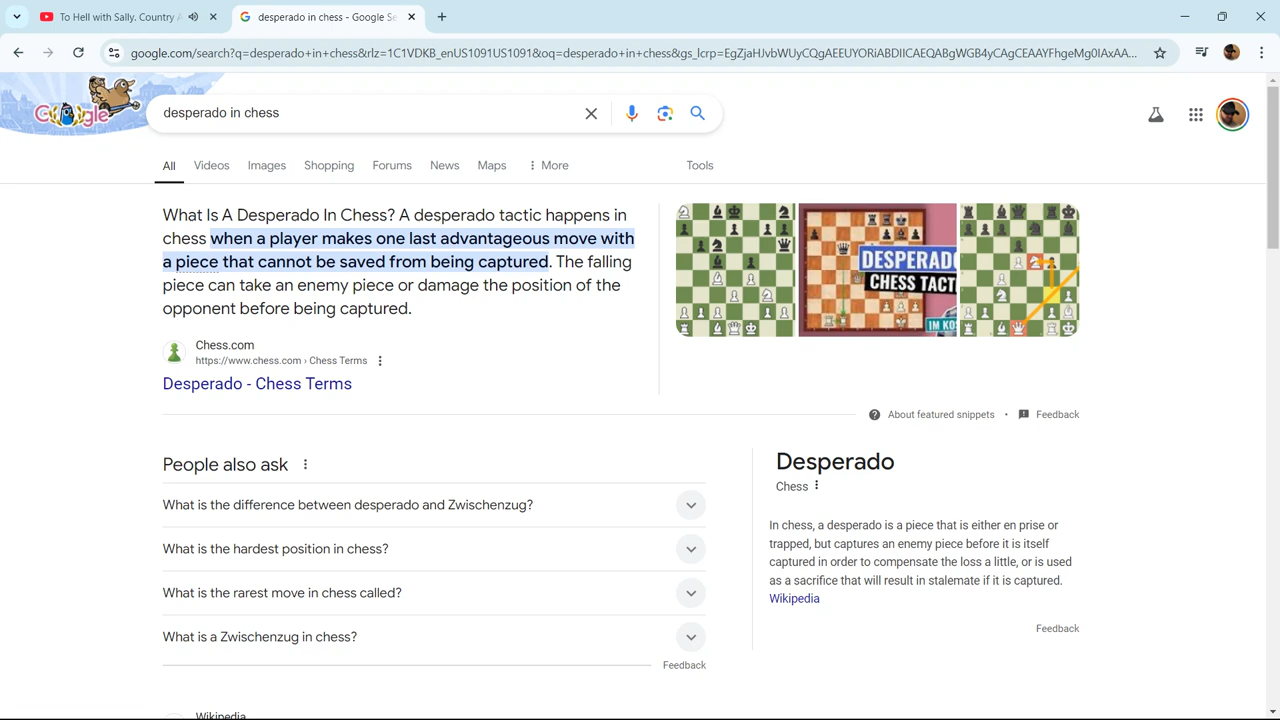 To Hell with Sally. Country A
desperado in chess - Google Se
google.com/search?q=desperado+in+chess&rlz=1C1VDKB_enUS1091US1091&oq=desperado+in+chess&gs_lcrp=EgZjaHJvbWUyCQgAEEUYORiABDIICAEQABgWGB4yCAgCEAAYFhgeMg0IAxAA...
Google
desperado in chess
All
Videos
Images
Shopping
Forums
News
Maps
More
Tools
What Is A Desperado In Chess? A desperado tactic happens in
chess when a player makes one last advantageous move with
a piece that cannot be saved from being captured. The falling
piece can take an enemy piece or damage the position of the
opponent before being captured.
DESPERADO
CHESS TACT
IM KOS
Chess.com
https://www.chess.com › Chess Terms
Desperado - Chess Terms
About featured snippets • Feedback
People also ask
What is the difference between desperado and Zwischenzug?
What is the hardest position in chess?
What is the rarest move in chess called?
What is a Zwischenzug in chess?
Feedback
Desperado
Chess
In chess, a desperado is a piece that is either en prise or
trapped, but captures an enemy piece before it is itself
captured in order to compensate the loss a little, or is used
as a sacrifice that will result in stalemate if it is captured.
Wikipedia
Feedback
Wikipedia